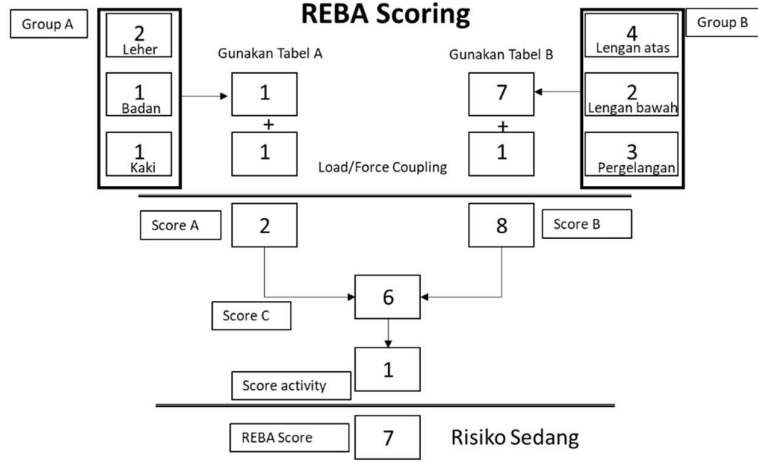 REBA Scoring
Group A
2
Leher
1
Badan
1
Kaki
Gunakan Tabel A
1
+
1
Load/Force Coupling
Gunakan Tabel B
7
+
1
Group B
4
Lengan atas
2
Lengan bawah
3
Pergelangan
Score A
2
8
Score B
6
Score C
1
Score activity
REBA Score
7
Risiko Sedang